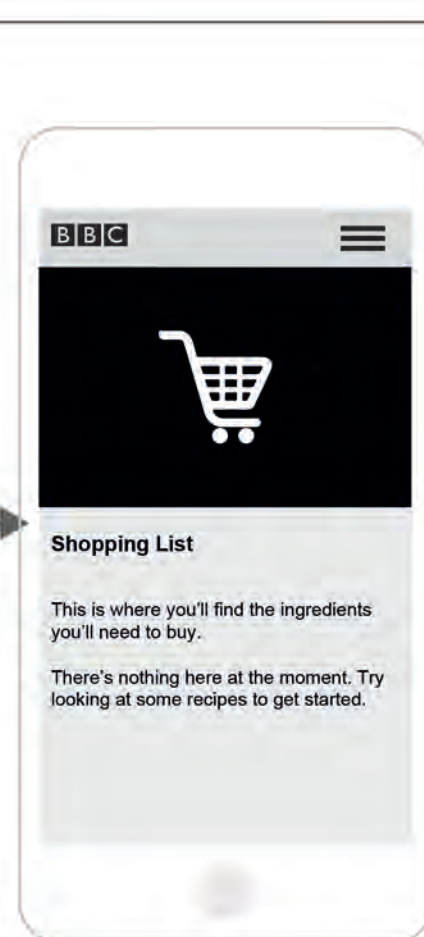 BBC
Shopping List
This is where you'll find the ingredients
you'll need to buy.
There's nothing here at the moment. Try
looking at some recipes to get started.